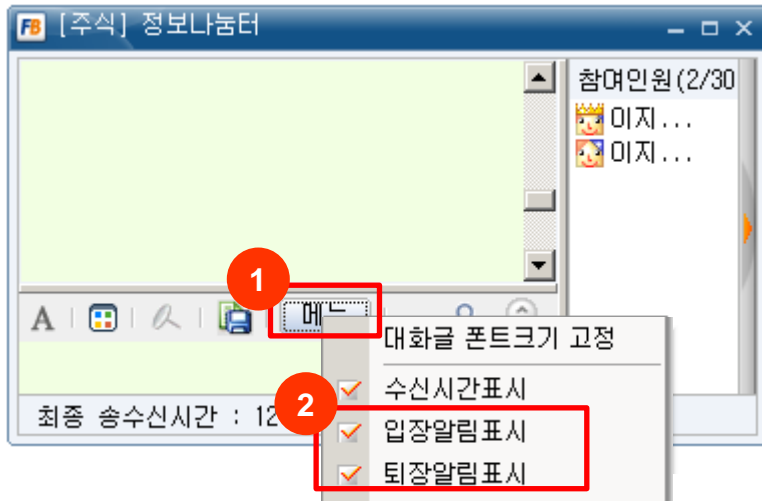 FB [주식] 정보나눔터
참여인원(2/30
이지...
이지...
1
A
메뉴
대화글 폰트크기 고정
2
수신시간표시
최종 송수신시간 : 12
입장알림표시
퇴장알림표시